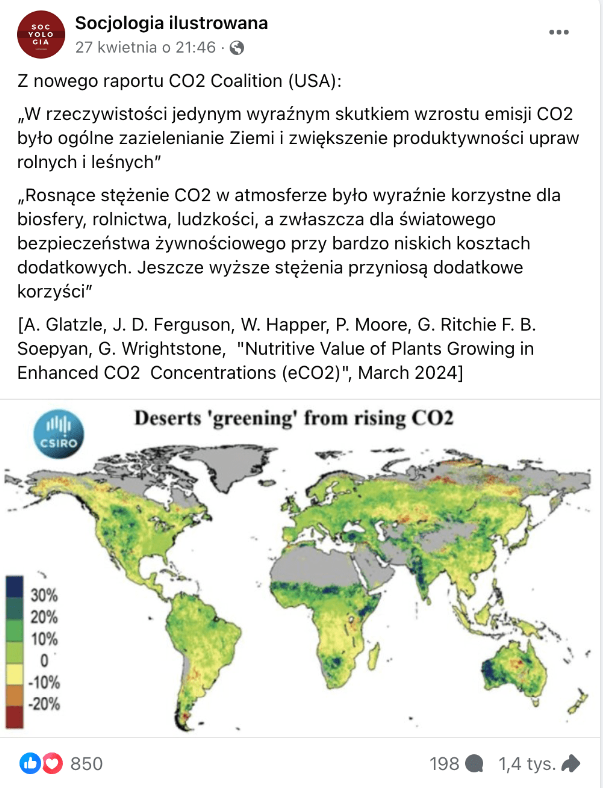 SOC
YOLO
GIA
Socjologia ilustrowana
27 kwietnia o 21:46 ·
Z nowego raportu CO2 Coalition (USA):
„W rzeczywistości jedynym wyraźnym skutkiem wzrostu emisji CO2
było ogólne zazielenianie Ziemi i zwiększenie produktywności upraw
rolnych i leśnych”
„Rosnące stężenie CO2 w atmosferze było wyraźnie korzystne dla
biosfery, rolnictwa, ludzkości, a zwłaszcza dla światowego
bezpieczeństwa żywnościowego przy bardzo niskich kosztach
dodatkowych. Jeszcze wyższe stężenia przyniosą dodatkowe
korzyści”
[A. Glatzle, J. D. Ferguson, W. Happer, P. Moore, G. Ritchie F. B.
Soepyan, G. Wrightstone, "Nutritive Value of Plants Growing in
Enhanced CO2 Concentrations (eCO2)", March 2024]
CSIRO
Deserts 'greening' from rising CO2
30%
20%
10%
0
-10%
-20%
850
198
1,4 tys.